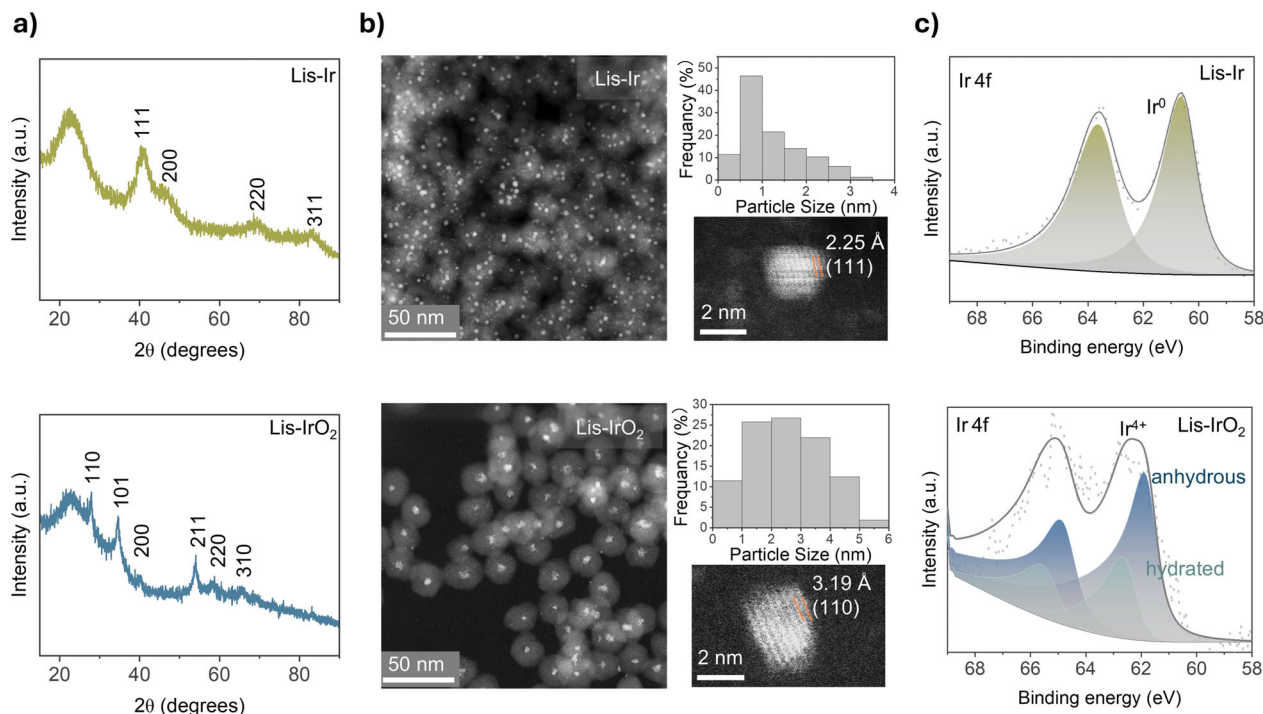 a)
b)
c)
Lis-Ir
111
200
220
311
Intensity (a.u.)
20 40 60 80
2θ (degrees)
Lis-Ir
50 nm
50
40
30
20
10
0
Frequancy (%)
0 1 2 3 4
Particle Size (nm)
2.25 Å
(111)
2 nm
Ir 4f
Lis-Ir
Ir⁰
Intensity (a.u.)
68 66 64 62 60 58
Binding energy (eV)
Lis-IrO₂
110
101
200
211
220
310
Intensity (a.u.)
20 40 60 80
2θ (degrees)
Lis-IrO₂
50 nm
30
25
20
15
10
5
0
Frequancy (%)
0 1 2 3 4 5 6
Particle Size (nm)
3.19 Å
(110)
2 nm
Ir 4f
Ir⁴⁺
Lis-IrO₂
anhydrous
hydrated
Intensity (a.u.)
68 66 64 62 60 58
Binding energy (eV)